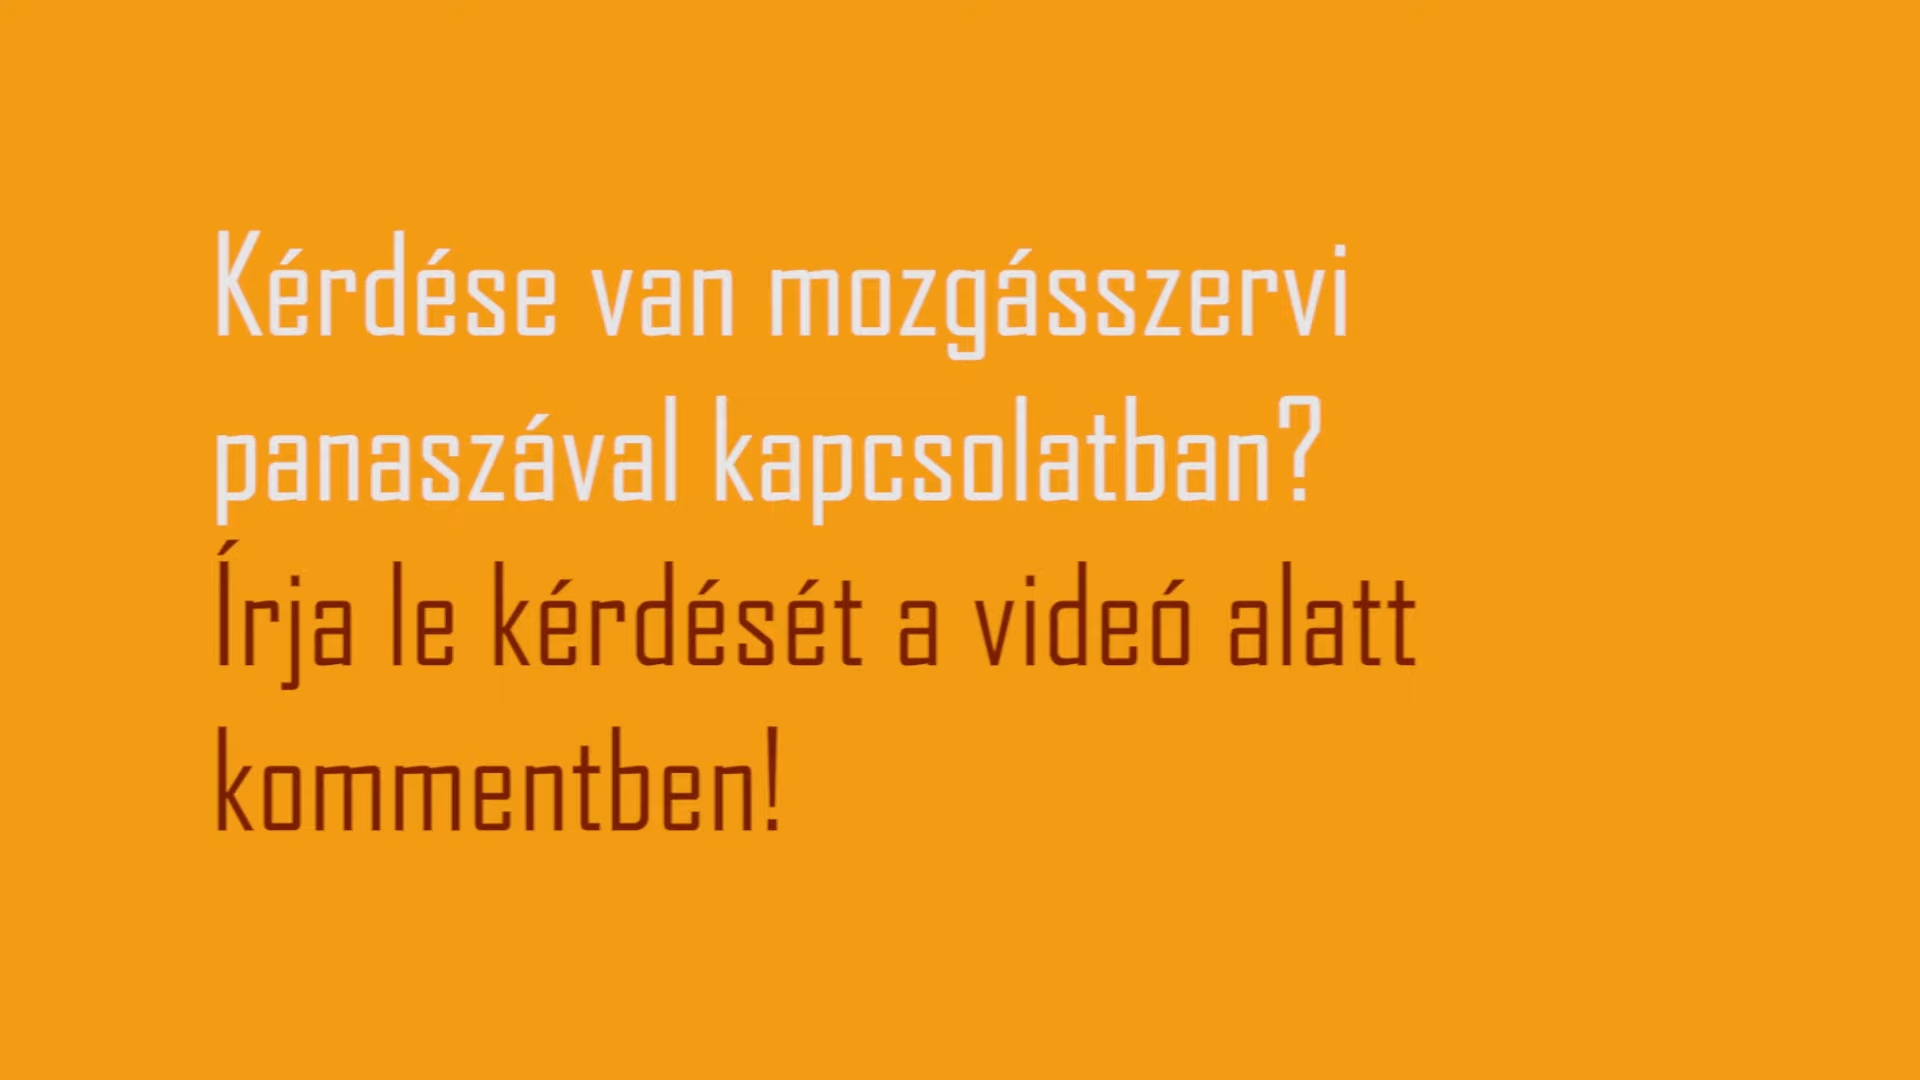 Kérdése van mozgásszervi
panaszával kapcsolatban?
Írja le kérdését a videó alatt
kommentben!